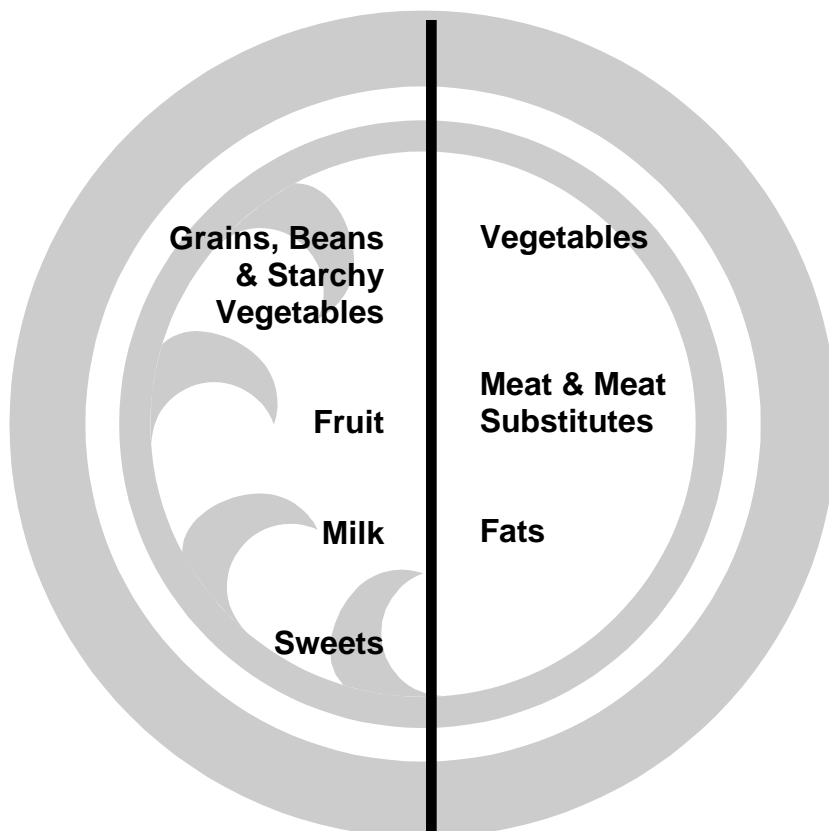 Grains, Beans
& Starchy
Vegetables
Fruit
Milk
Sweets
Vegetables
Meat & Meat
Substitutes
Fats